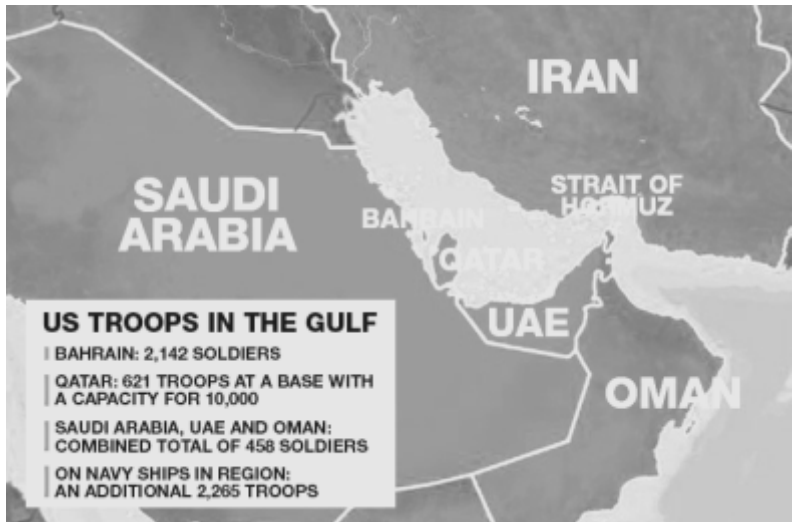 IRAN
STRAIT OF
HORMUZ
SAUDI
ARABIA
BAHRAIN
QATAR
UAE
OMAN
US TROOPS IN THE GULF
BAHRAIN: 2,142 SOLDIERS
QATAR: 621 TROOPS AT A BASE WITH
A CAPACITY FOR 10,000
SAUDI ARABIA, UAE AND OMAN:
COMBINED TOTAL OF 458 SOLDIERS
ON NAVY SHIPS IN REGION:
AN ADDITIONAL 2,265 TROOPS